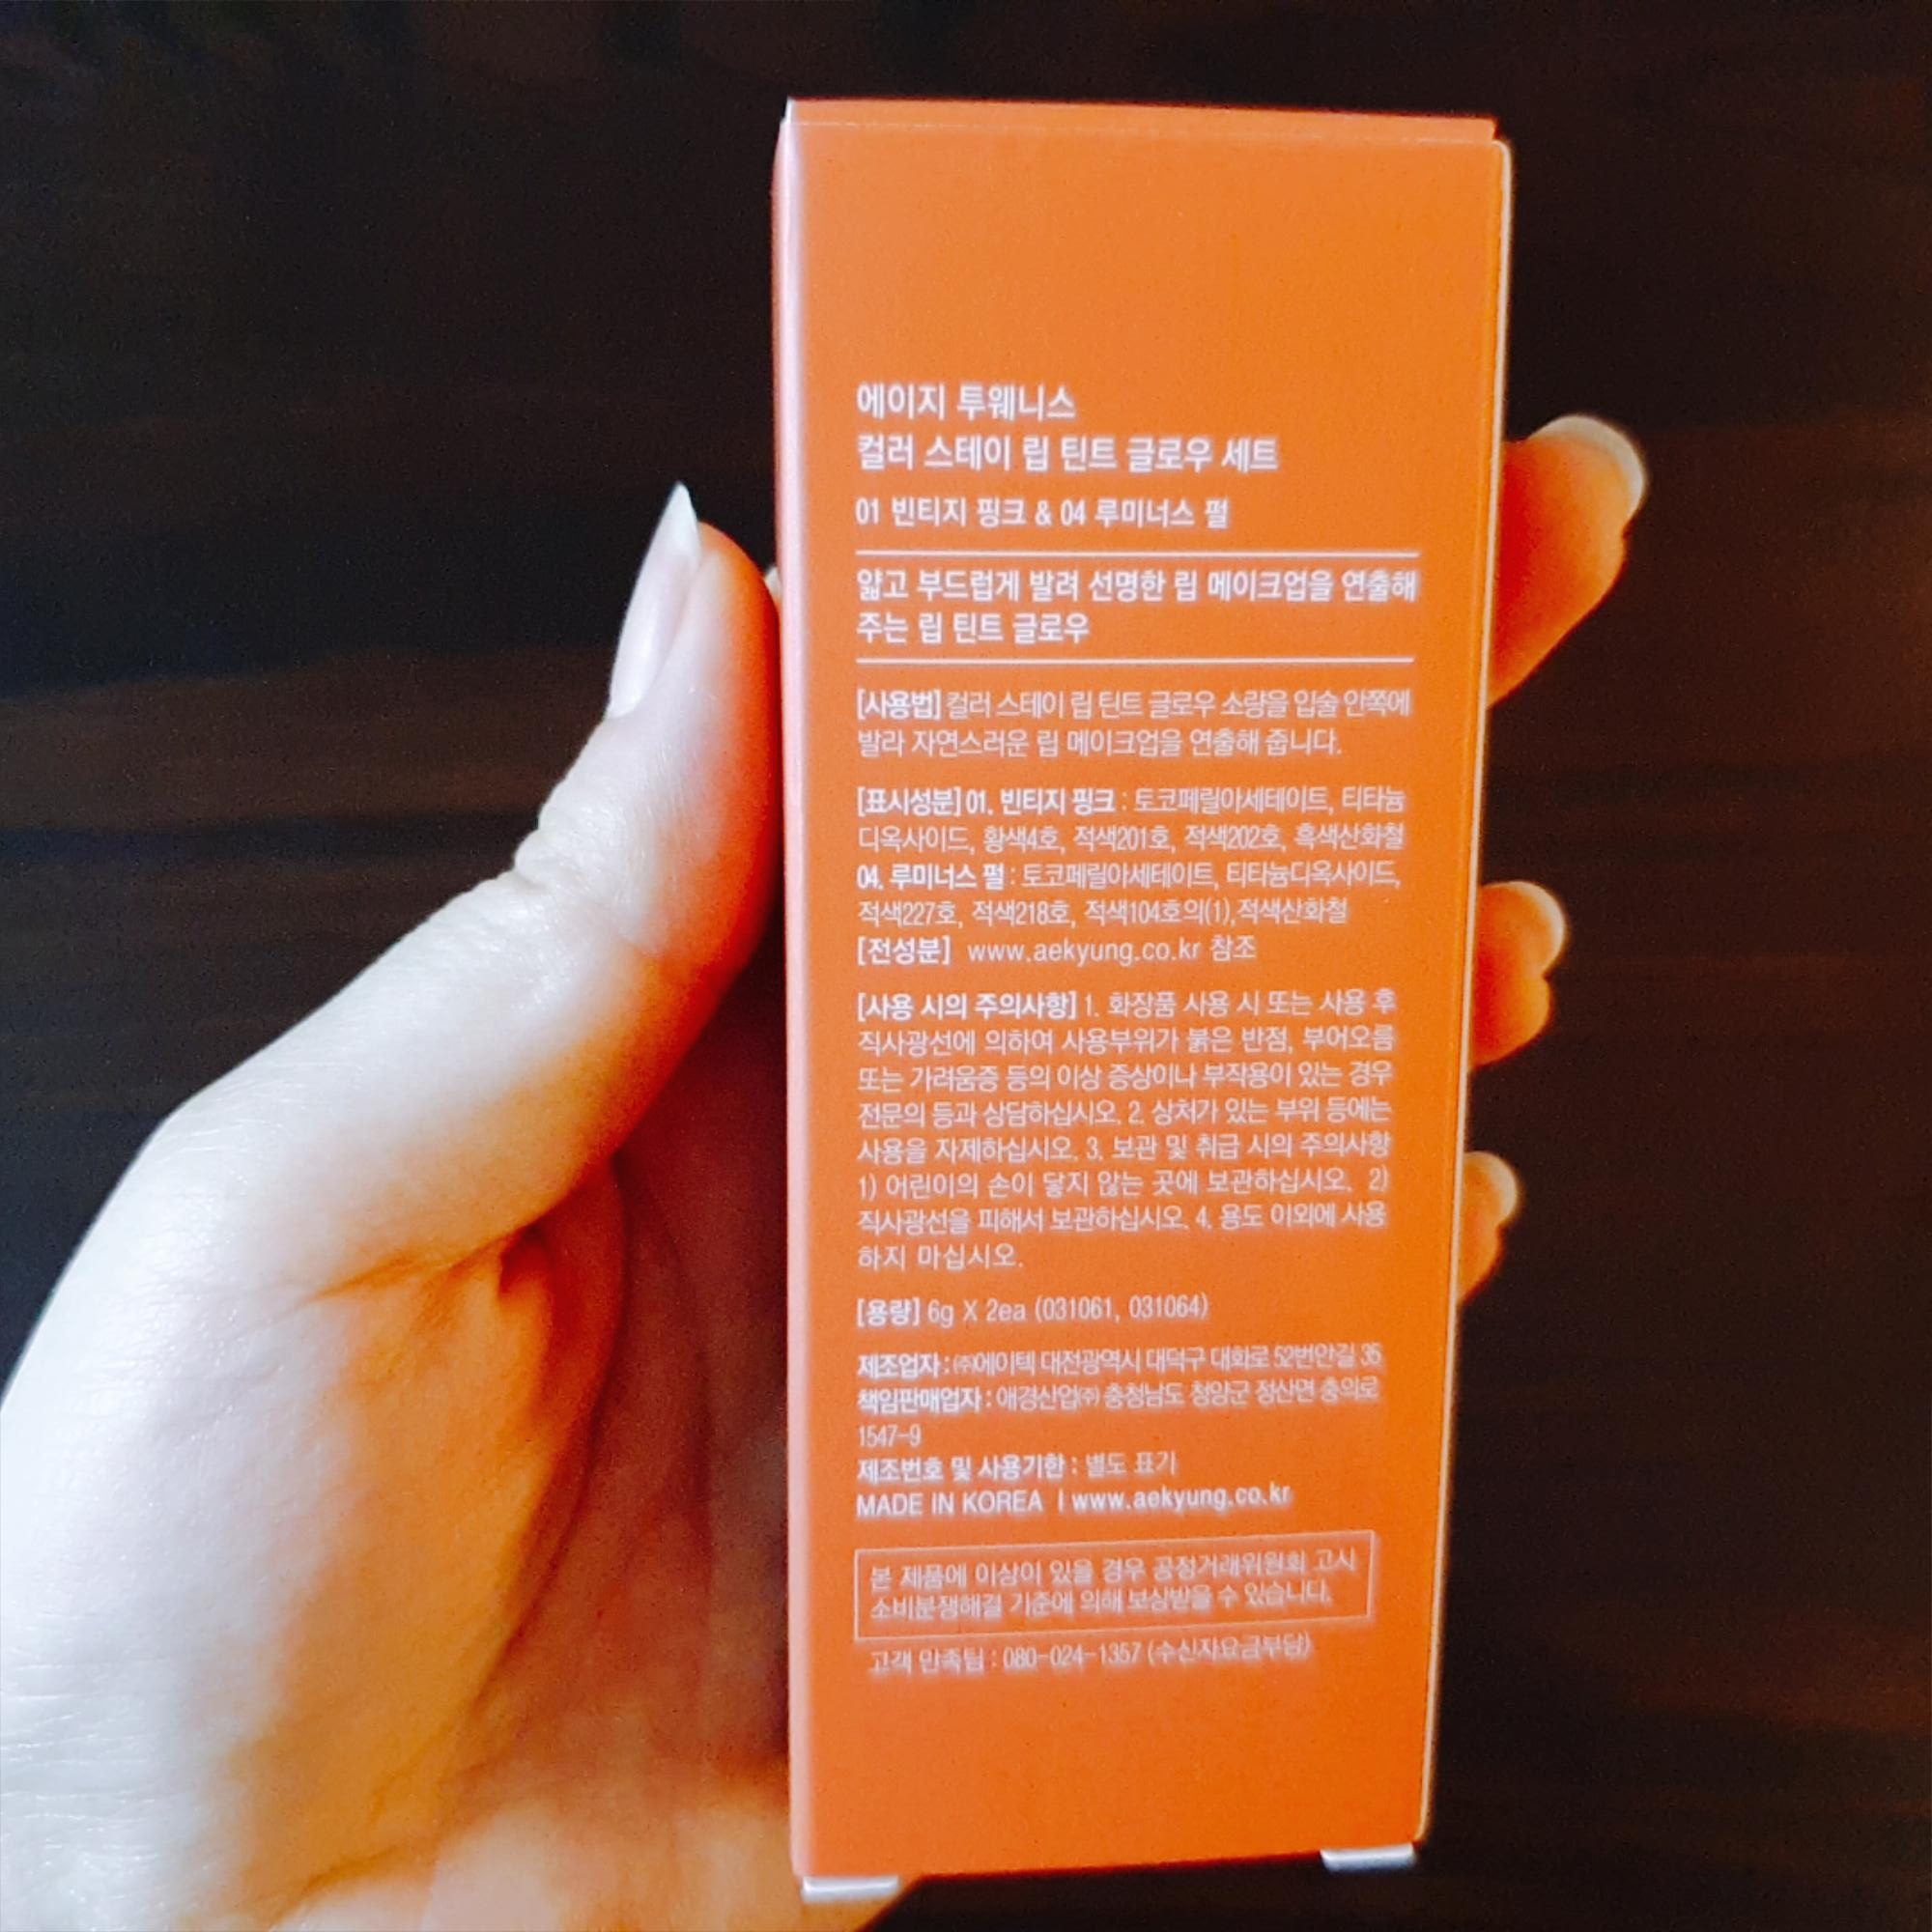 에이지 투웨니스
컬러 스테이 립 틴트 글로우 세트
01 빈티지 핑크 & 04 루미너스 펄
얇고 부드럽게 발려 선명한 립 메이크업을 연출해
주는 립 틴트 글로우
[사용법] 컬러 스테이 립 틴트 글로우 소량을 입술 안쪽에
발라 자연스러운 립 메이크업을 연출해 줍니다.
[표시성분] 01. 빈티지 핑크 : 토코페릴아세테이트, 티타늄
디옥사이드, 황색4호, 적색201호, 적색202호, 흑색산화철
04. 루미너스 펄 : 토코페릴아세테이트, 티타늄디옥사이드,
적색227호, 적색218호, 적색104호의(1),적색산화철
[전성분] www.aekyung.co.kr 참조
[사용 시의 주의사항] 1. 화장품 사용 시 또는 사용 후
직사광선에 의하여 사용부위가 붉은 반점, 부어오름
또는 가려움증 등의 이상 증상이나 부작용이 있는 경우
전문의 등과 상담하십시오. 2. 상처가 있는 부위 등에는
사용을 자제하십시오. 3. 보관 및 취급 시의 주의사항
1) 어린이의 손이 닿지 않는 곳에 보관하십시오. 2)
직사광선을 피해서 보관하십시오. 4. 용도 이외에 사용
하지 마십시오.
[용량] 6g X 2ea (031061, 031064)
제조업자 : ㈜에이텍 대전광역시 대덕구 대화로 52번안길 35
책임판매업자 : 애경산업㈜ 충청남도 청양군 정산면 충의로
1547-9
제조번호 및 사용기한 : 별도 표기
MADE IN KOREA | www.aekyung.co.kr
본 제품에 이상이 있을 경우 공정거래위원회 고시
소비분쟁해결 기준에 의해 보상받을 수 있습니다.
고객 만족팀 : 080-024-1357 (수신자요금부담)